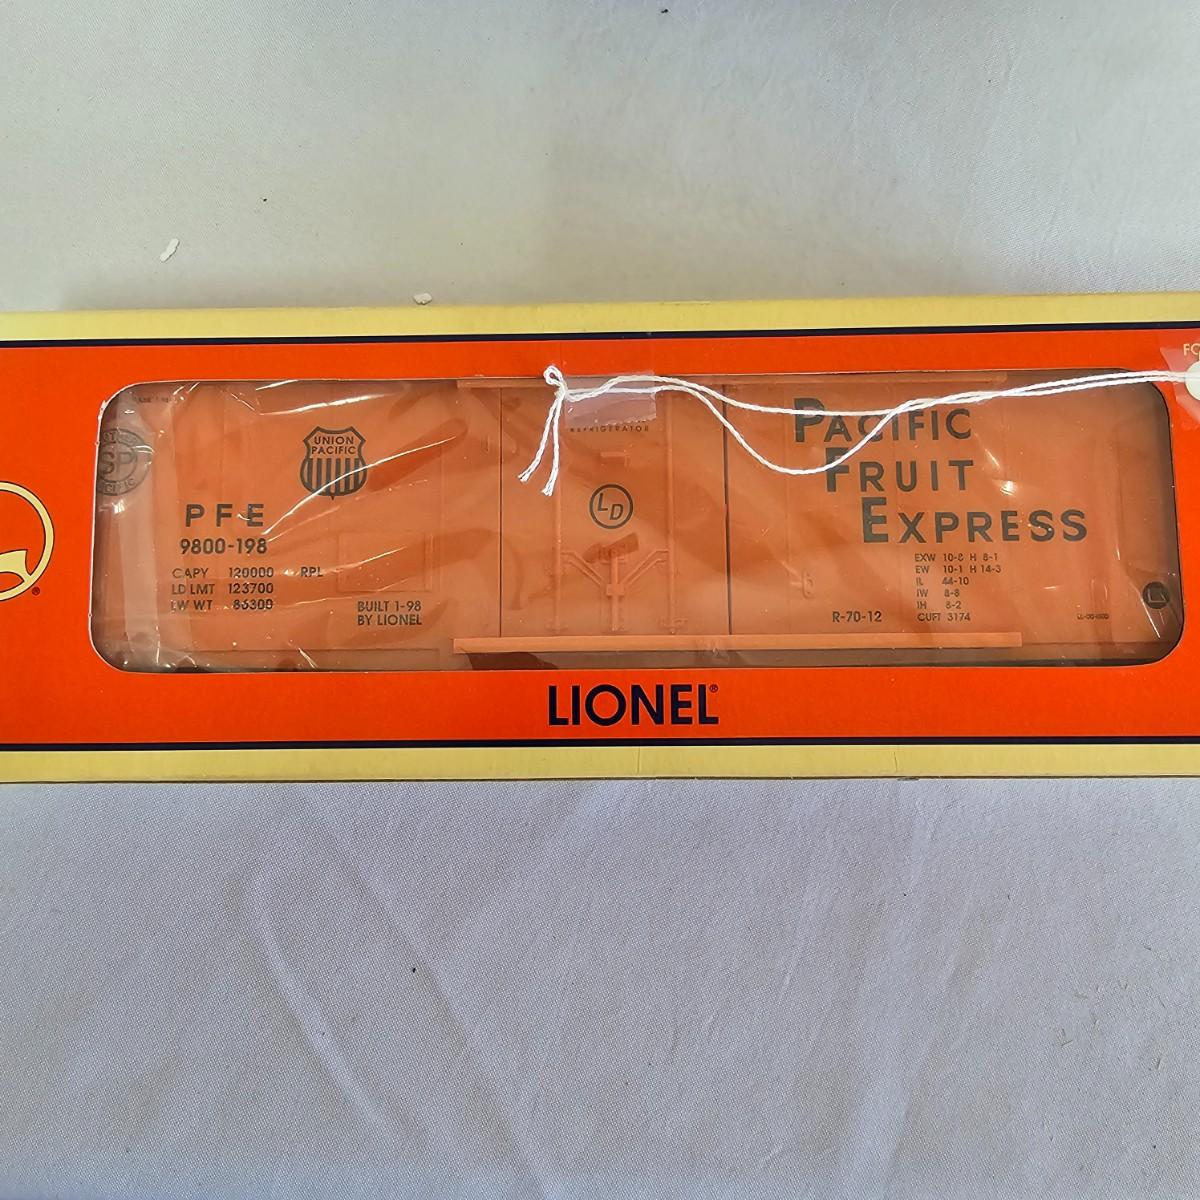 FO
UNION
PACIFIC
SP
PFE
9800-198
CAPY 120000 RPL
LD LMT 123700
LW WT 86300
BUILT 1-98
BY LIONEL
REFRIGERATOR
LD
PACIFIC
FRUIT
EXPRESS
EXW 10-8 H 8-1
EW 10-1 H 14-3
IL 44-10
IW 8-8
IH 8-2
R-70-12 CUFT 3174
LIONEL®